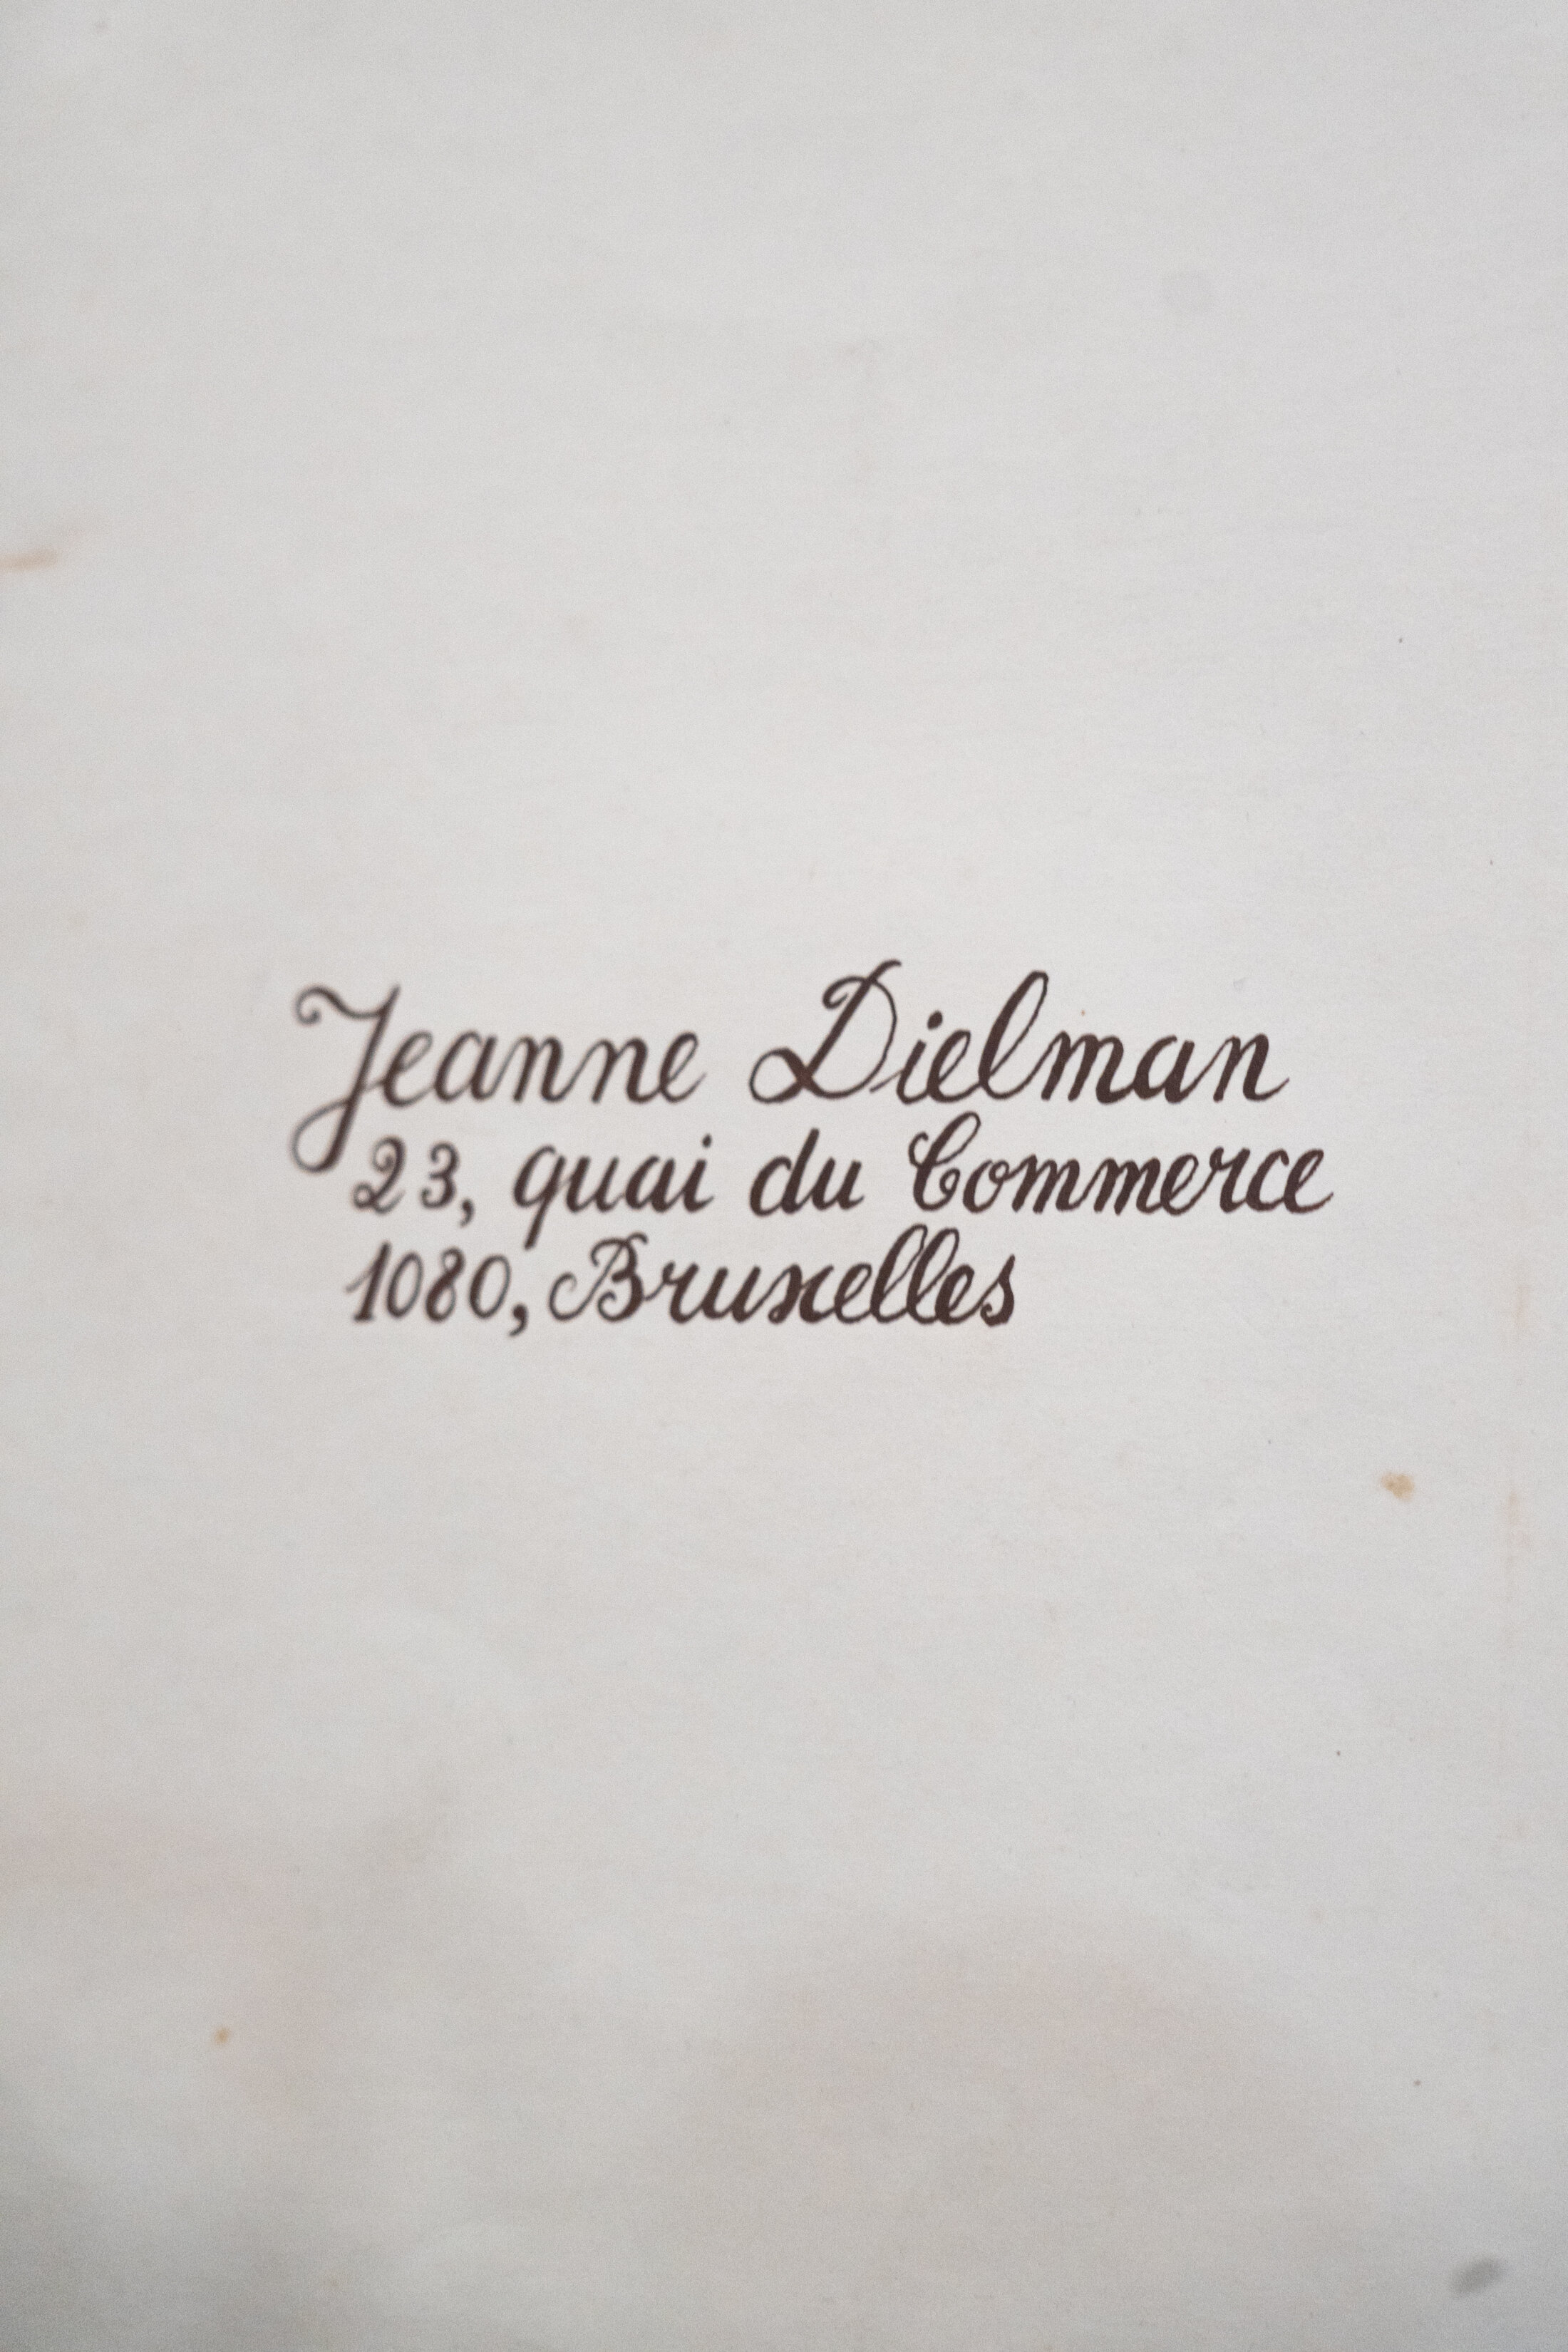 Jeanne Dielman
23, quai du Commerce
1080, Bruxelles